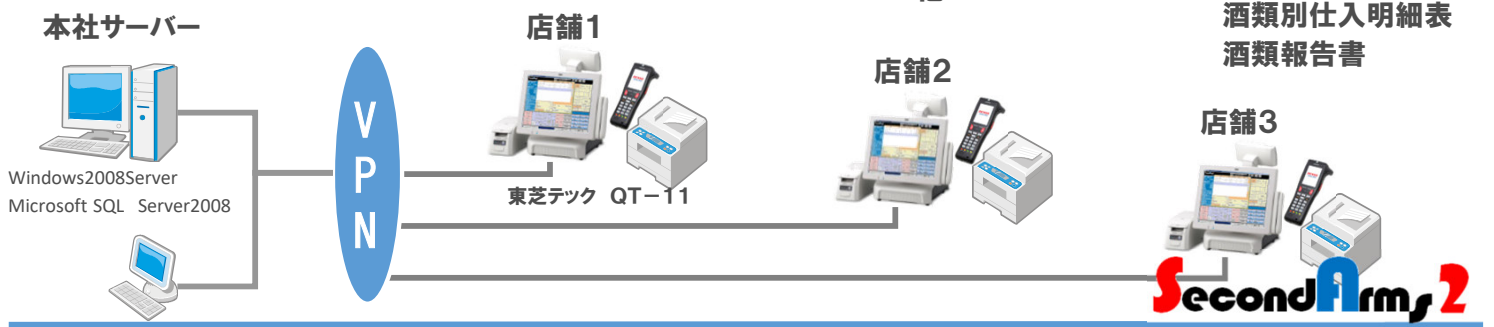 本社サーバー
店舗1
店舗2
酒類別仕入明細表
酒類報告書
店舗3
VPN
Windows2008Server
Microsoft SQL Server2008
東芝テック QT－11
SecondArms2